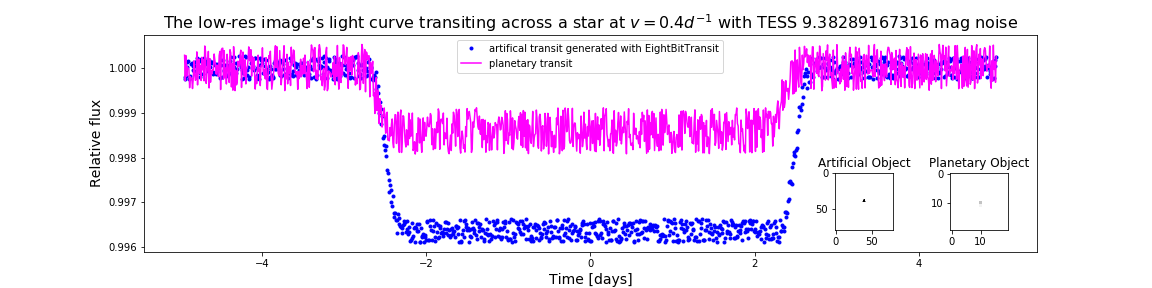 The low-res image's light curve transiting across a star at v = 0.4d⁻¹ with TESS 9.38289167316 mag noise
artifical transit generated with EightBitTransit
planetary transit
1.000
0.999
0.998
0.997
0.996
Relative flux
Artificial Object
Planetary Object
0
50
0
50
0
10
0
10
−4
−2
0
2
4
Time [days]